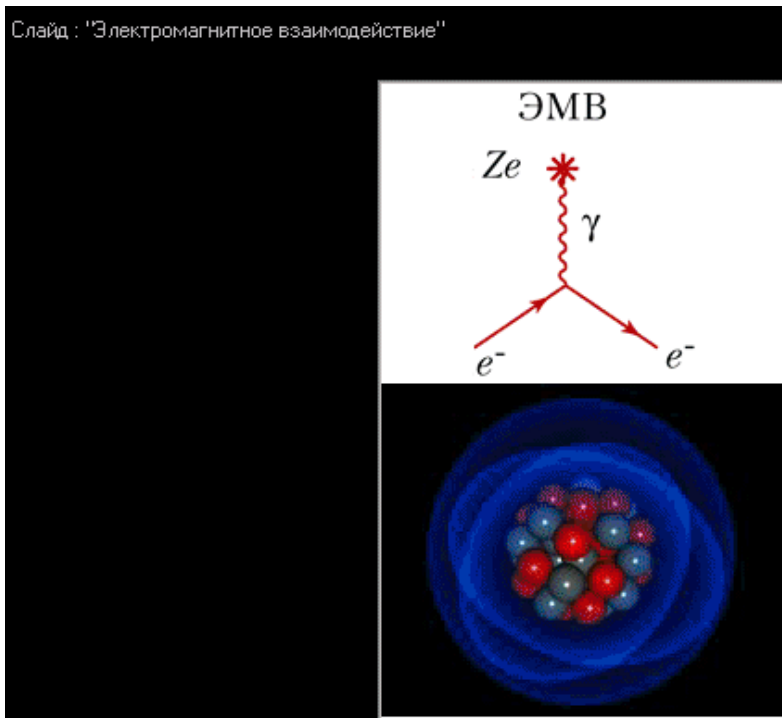 Слайд : "Электромагнитное взаимодействие"
ЭМВ
Ze
γ
e⁻
e⁻